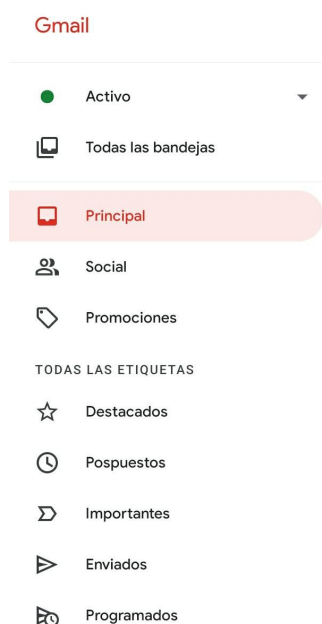 Gmail
Activo
Todas las bandejas
Principal
Social
Promociones
TODAS LAS ETIQUETAS
Destacados
Pospuestos
Importantes
Enviados
Programados